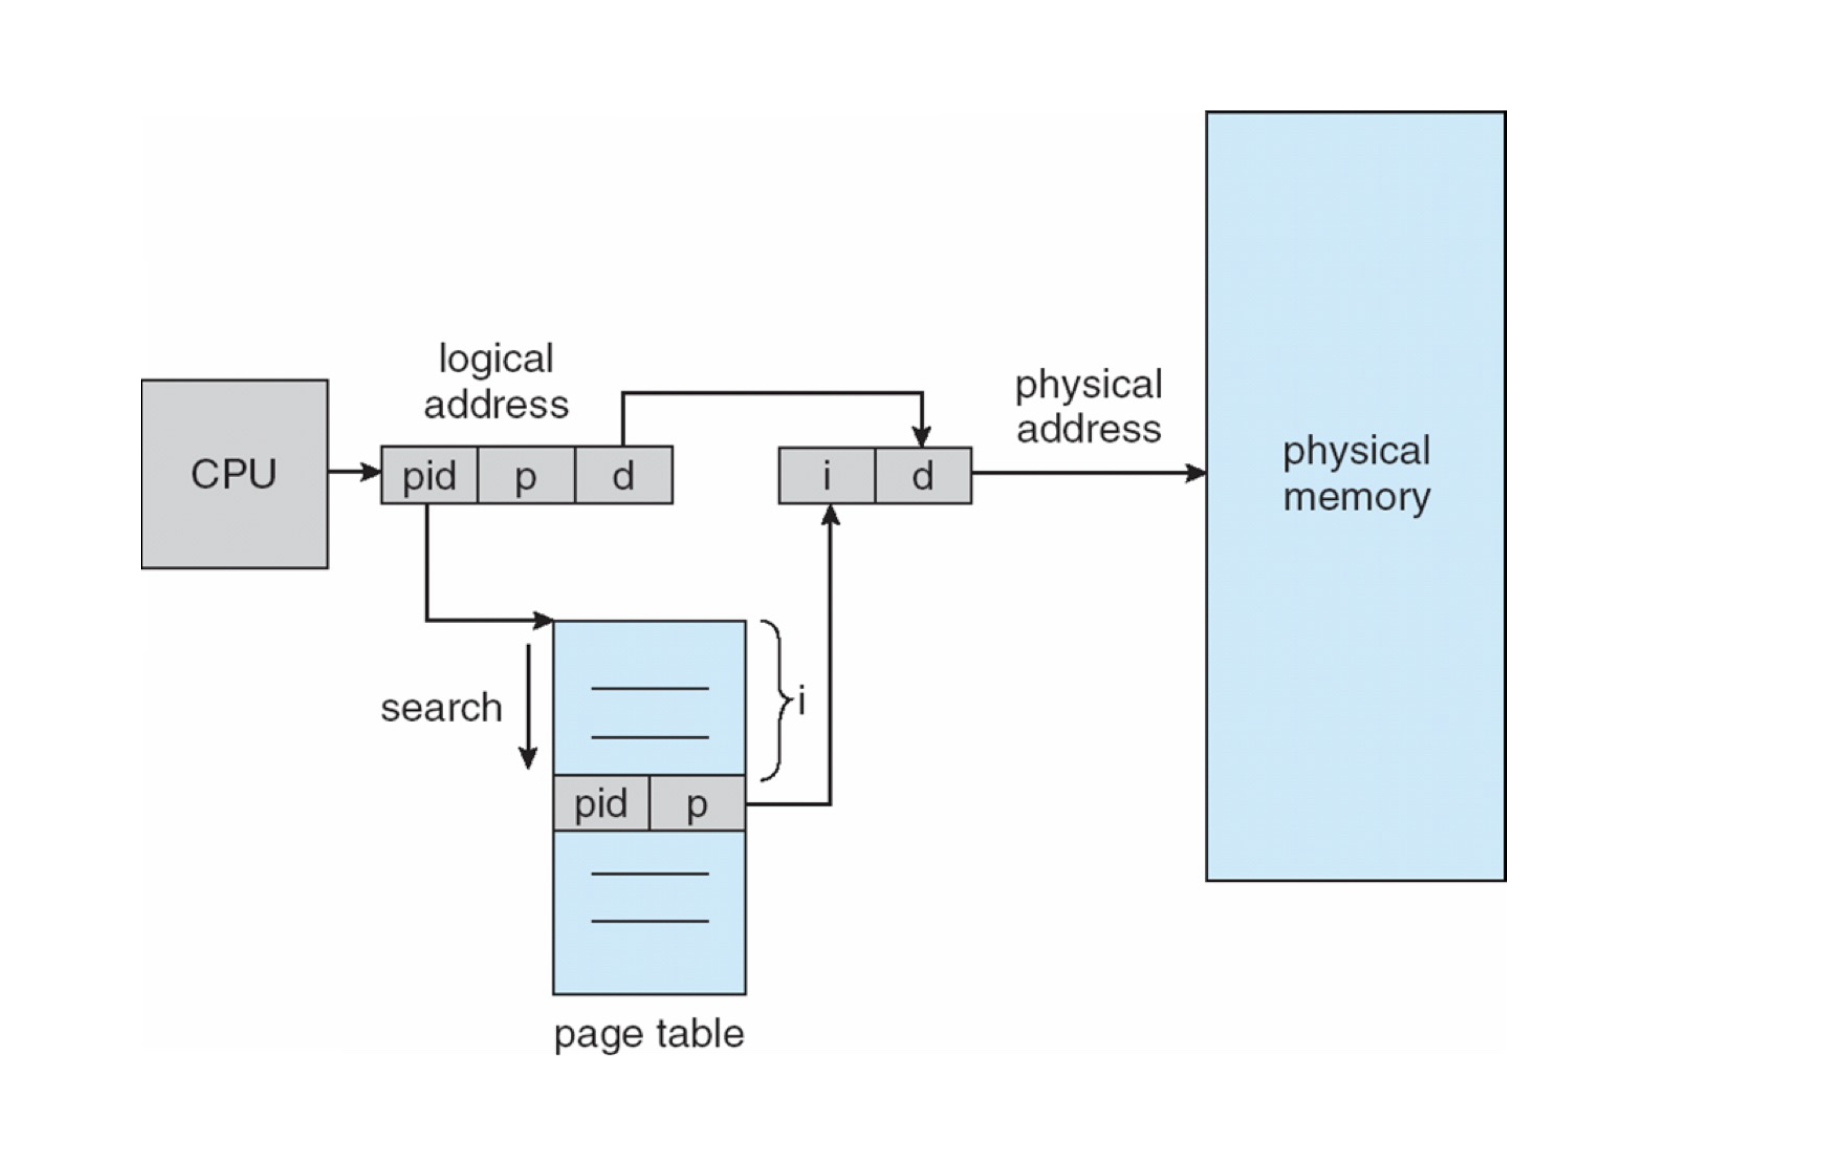 logical
address
CPU
pid
p
d
i
d
physical
address
physical
memory
search
i
pid
p
page table